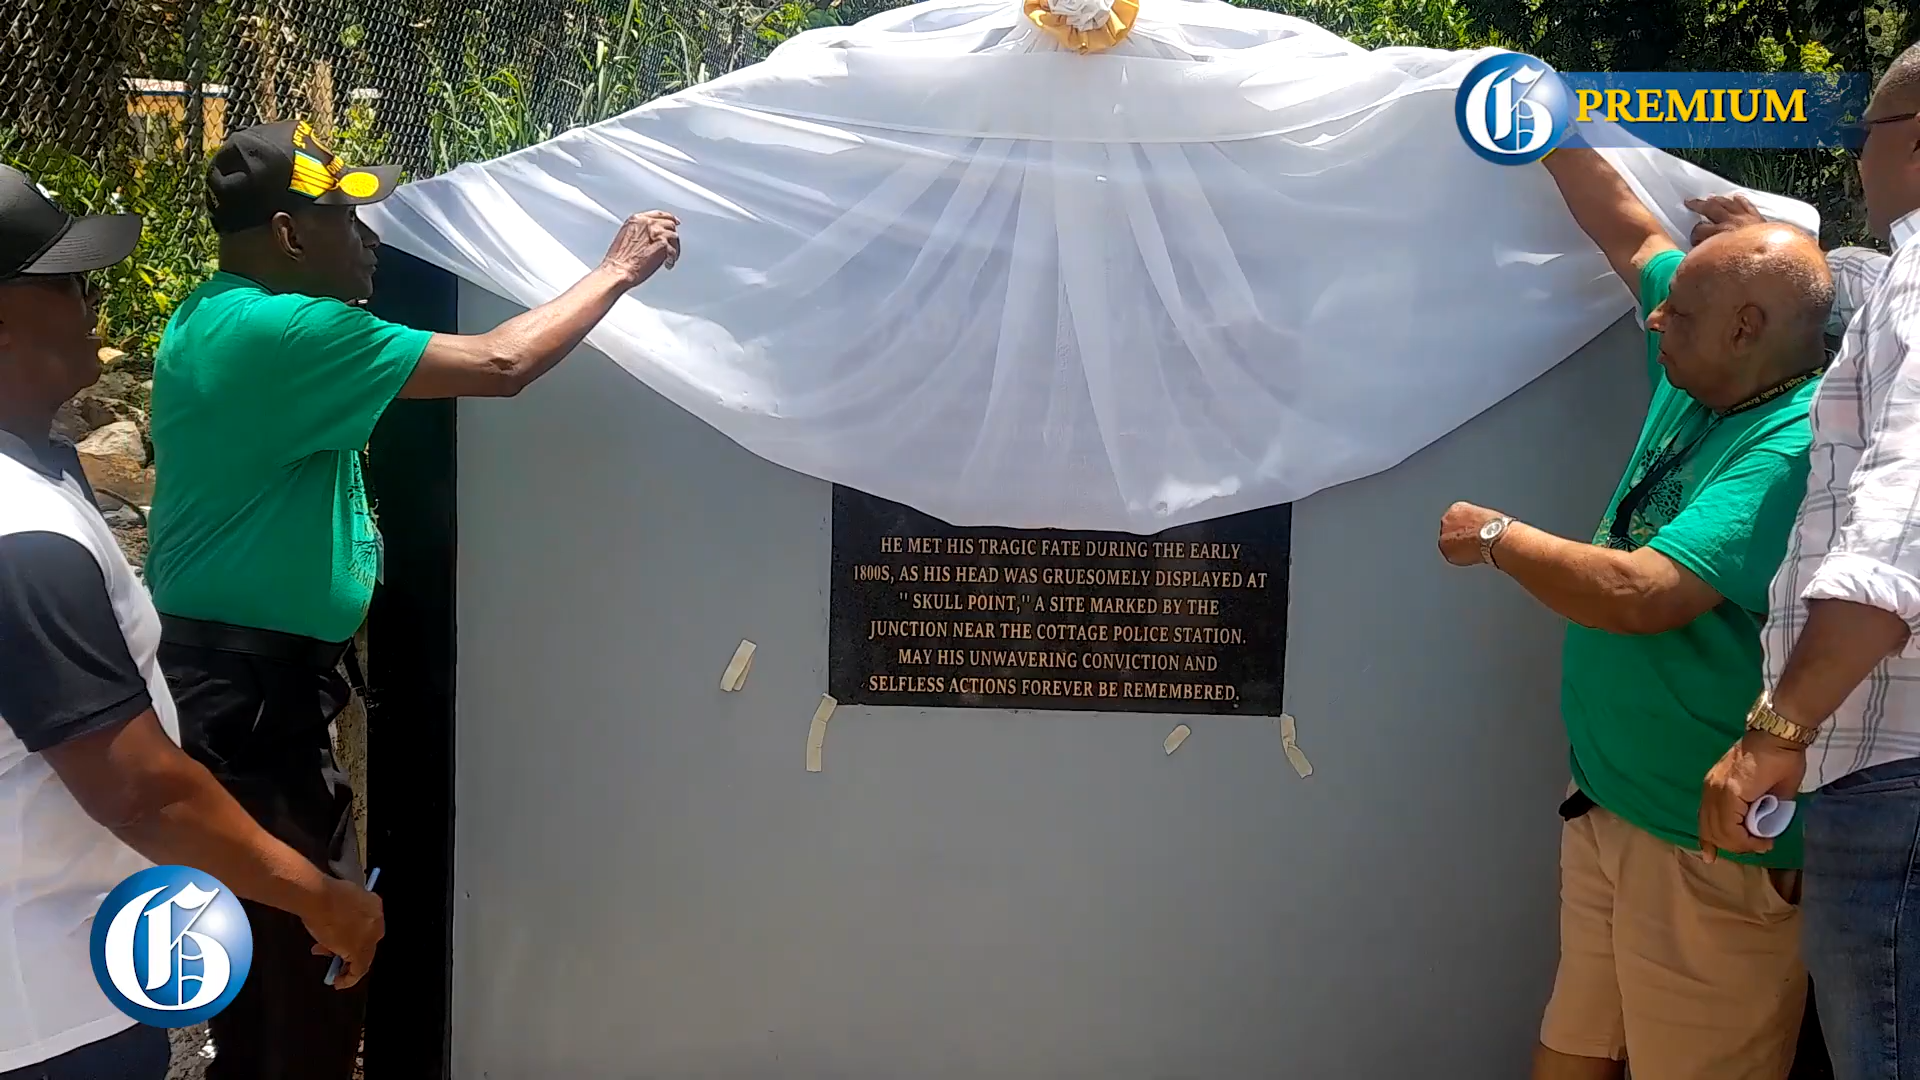 G PREMIUM
HE MET HIS TRAGIC FATE DURING THE EARLY
1800S, AS HIS HEAD WAS GRUESOMELY DISPLAYED AT
" SKULL POINT," A SITE MARKED BY THE
JUNCTION NEAR THE COTTAGE POLICE STATION.
MAY HIS UNWAVERING CONVICTION AND
SELFLESS ACTIONS FOREVER BE REMEMBERED.
G